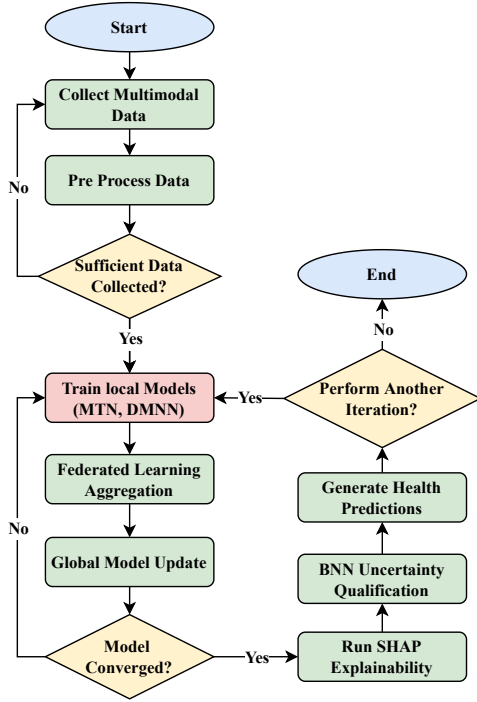 Start
Collect Multimodal
Data
Pre Process Data
No
Sufficient Data
Collected?
Yes
Train local Models
(MTN, DMNN)
Federated Learning
Aggregation
No
Global Model Update
Model
Converged?
Yes
Run SHAP
Explainability
BNN Uncertainty
Qualification
Generate Health
Predictions
Perform Another
Iteration?
Yes
No
End